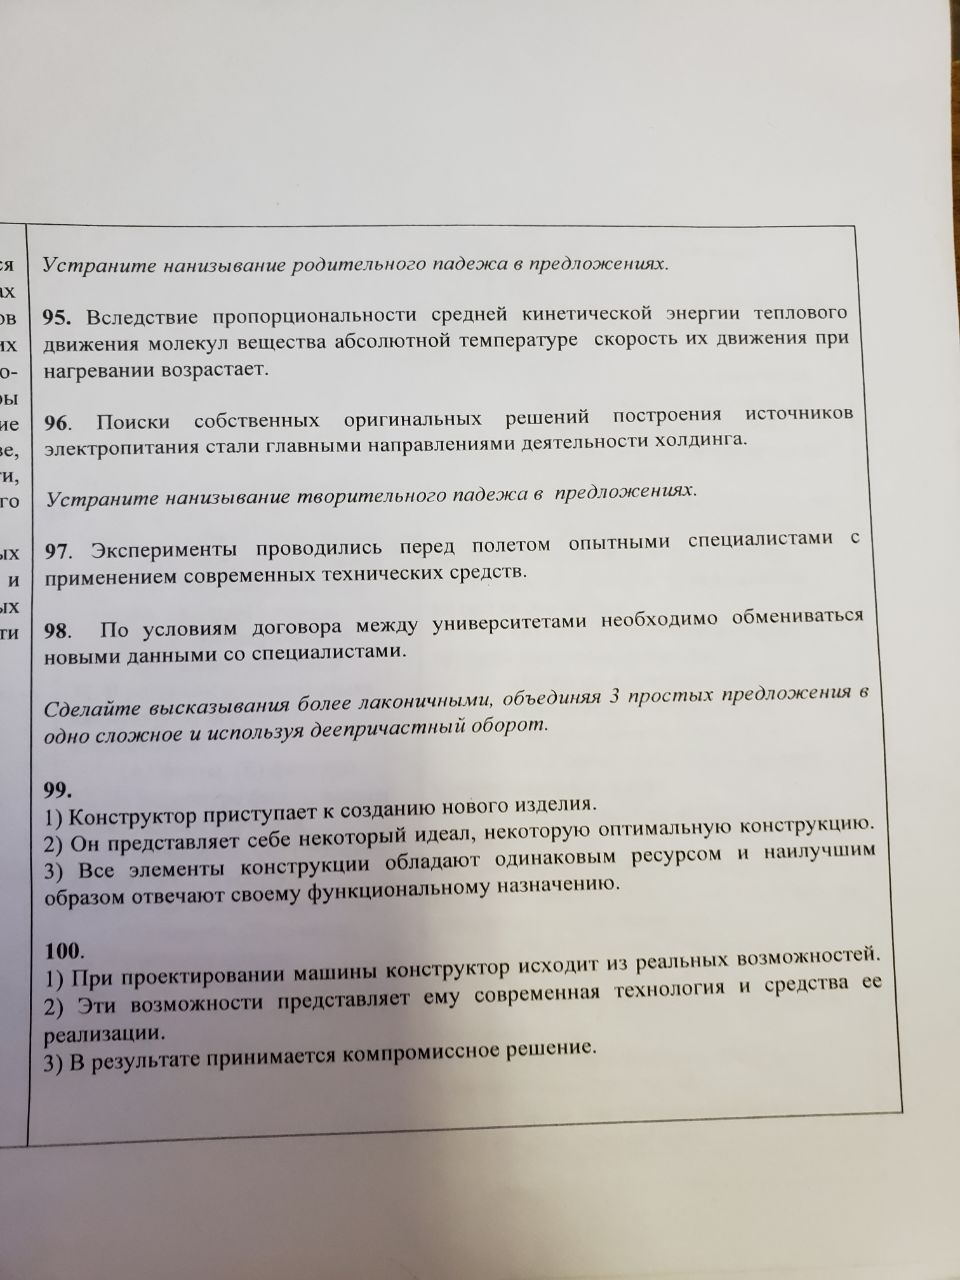 ся
ах
ов
их
о-
ры
ие
ве,
ти,
го
ых
и
ых
ти
Устраните нанизывание родительного падежа в предложениях.
95. Вследствие пропорциональности средней кинетической энергии теплового
движения молекул вещества абсолютной температуре скорость их движения при
нагревании возрастает.
96. Поиски собственных оригинальных решений построения источников
электропитания стали главными направлениями деятельности холдинга.
Устраните нанизывание творительного падежа в предложениях.
97. Эксперименты проводились перед полетом опытными специалистами с
применением современных технических средств.
98. По условиям договора между университетами необходимо обмениваться
новыми данными со специалистами.
Сделайте высказывания более лаконичными, объединяя 3 простых предложения в
одно сложное и используя деепричастный оборот.
99.
1) Конструктор приступает к созданию нового изделия.
2) Он представляет себе некоторый идеал, некоторую оптимальную конструкцию.
3) Все элементы конструкции обладают одинаковым ресурсом и наилучшим
образом отвечают своему функциональному назначению.
100.
1) При проектировании машины конструктор исходит из реальных возможностей.
2) Эти возможности представляет ему современная технология и средства ее
реализации.
3) В результате принимается компромиссное решение.